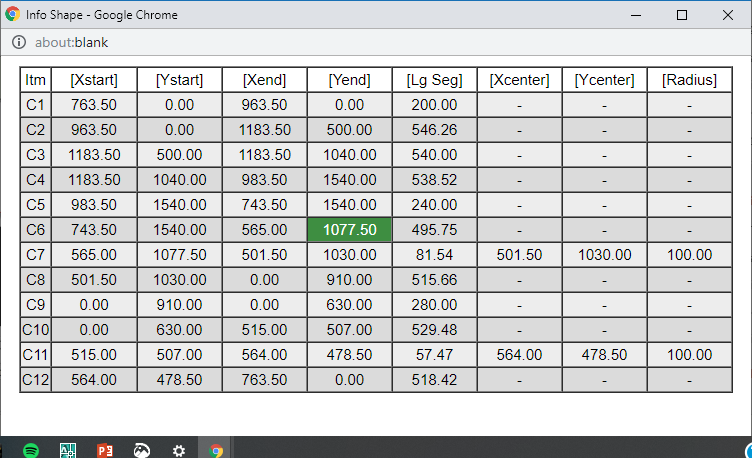 Info Shape - Google Chrome
about:blank
Itm [Xstart] [Ystart] [Xend] [Yend] [Lg Seg] [Xcenter] [Ycenter] [Radius]
C1 763.50 0.00 963.50 0.00 200.00 - - -
C2 963.50 0.00 1183.50 500.00 546.26 - - -
C3 1183.50 500.00 1183.50 1040.00 540.00 - - -
C4 1183.50 1040.00 983.50 1540.00 538.52 - - -
C5 983.50 1540.00 743.50 1540.00 240.00 - - -
C6 743.50 1540.00 565.00 1077.50 495.75 - - -
C7 565.00 1077.50 501.50 1030.00 81.54 501.50 1030.00 100.00
C8 501.50 1030.00 0.00 910.00 515.66 - - -
C9 0.00 910.00 0.00 630.00 280.00 - - -
C10 0.00 630.00 515.00 507.00 529.48 - - -
C11 515.00 507.00 564.00 478.50 57.47 564.00 478.50 100.00
C12 564.00 478.50 763.50 0.00 518.42 - - -